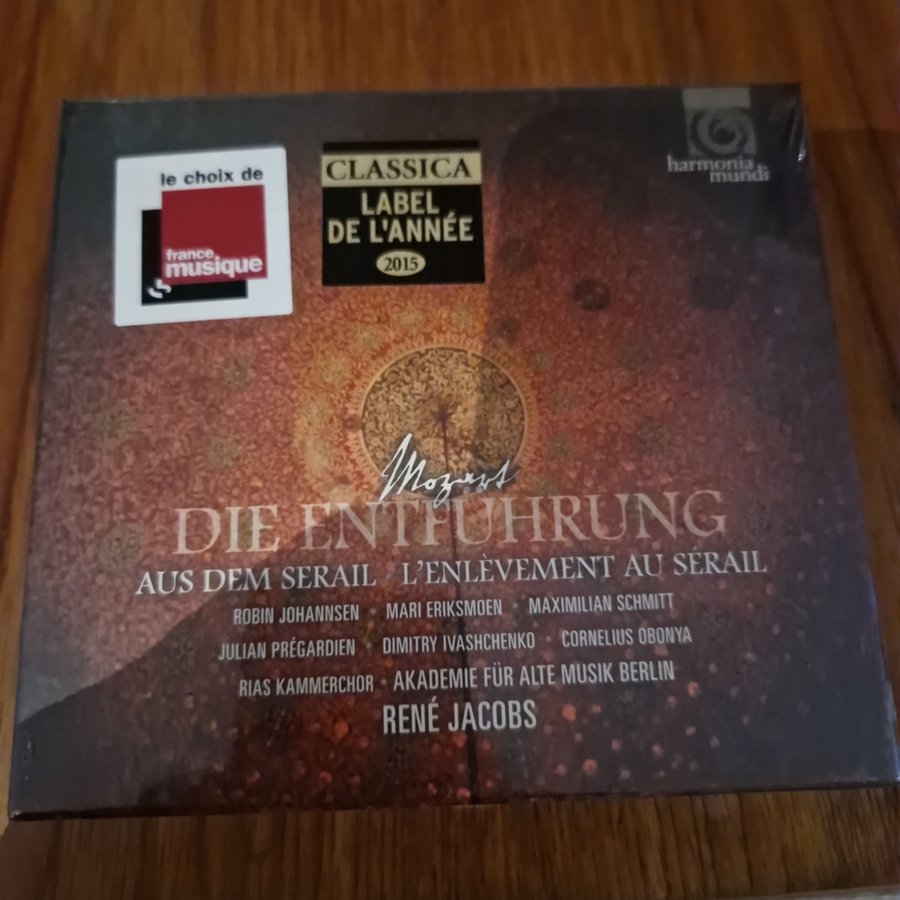 le choix de
france
musique
CLASSICA
LABEL
DE L'ANNÉE
2015
harmonia
mundi
Mozart
DIE ENTFÜHRUNG
AUS DEM SERAIL · L'ENLÈVEMENT AU SÉRAIL
ROBIN JOHANNSEN · MARI ERIKSMOEN · MAXIMILIAN SCHMITT
JULIAN PRÉGARDIEN · DIMITRY IVASHCHENKO · CORNELIUS OBONYA
RIAS KAMMERCHOR · AKADEMIE FÜR ALTE MUSIK BERLIN
RENÉ JACOBS